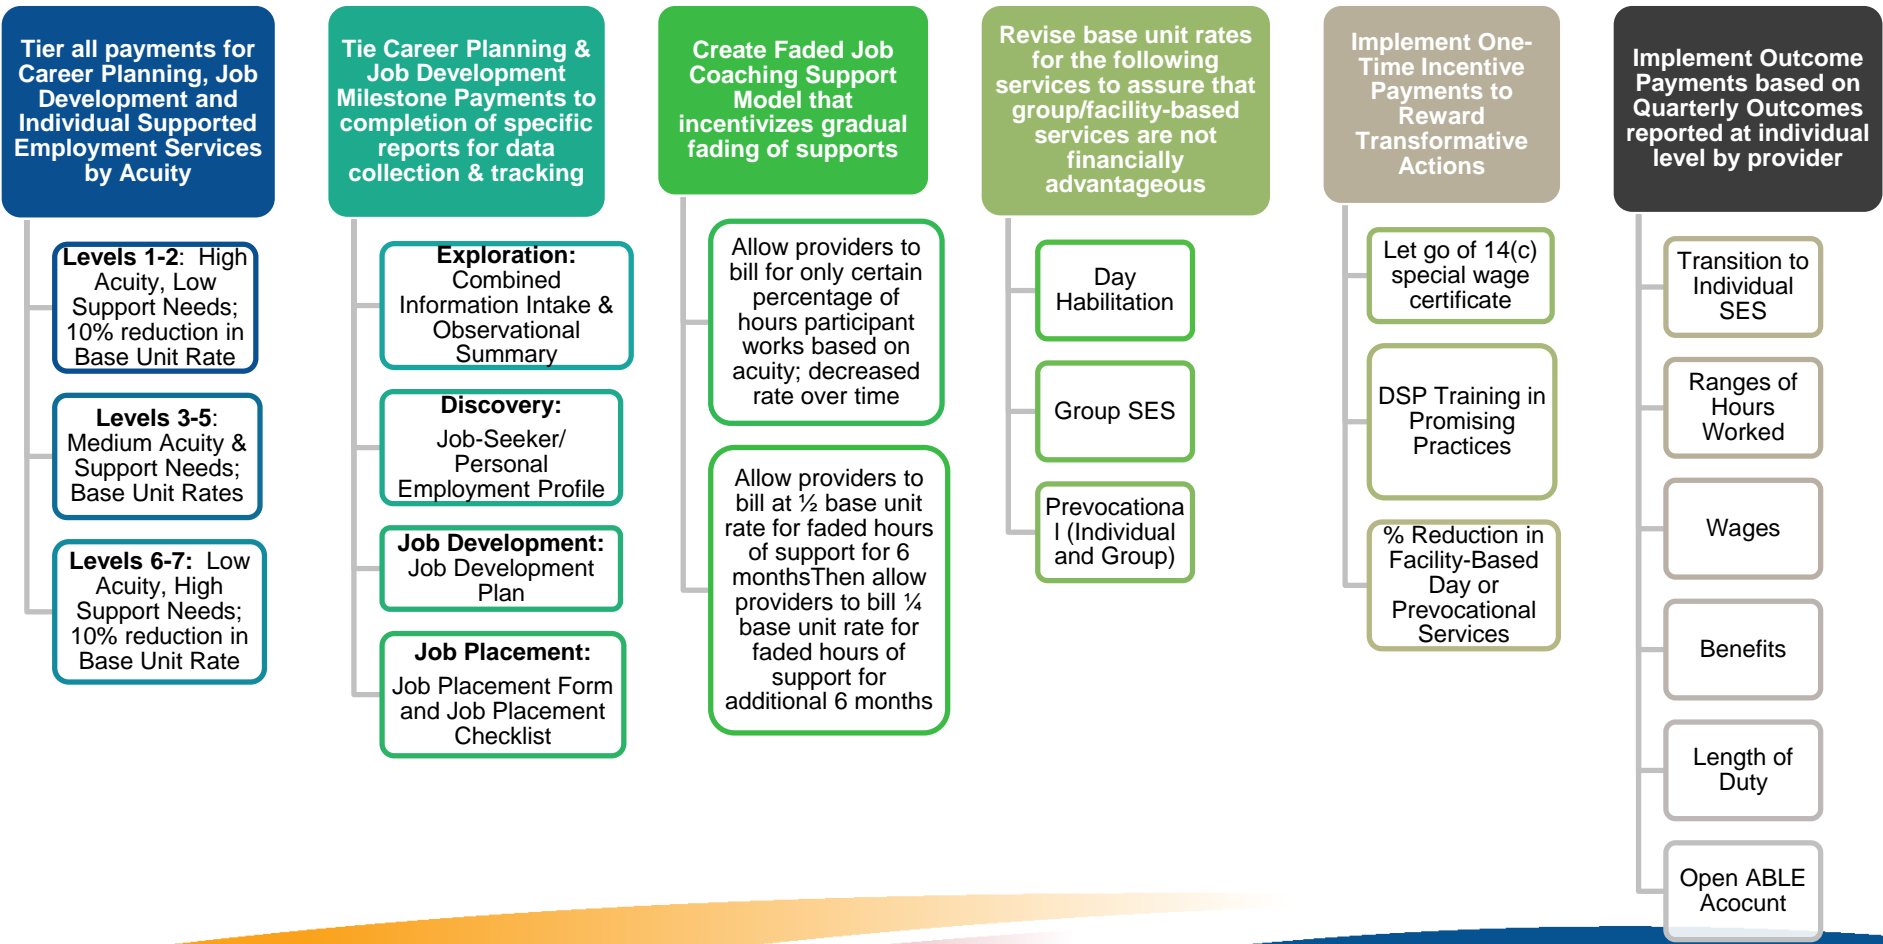 Tier all payments for
Career Planning, Job
Development and
Individual Supported
Employment Services
by Acuity
Levels 1-2:  High
Acuity, Low
Support Needs;
10% reduction in
Base Unit Rate
Levels 3-5:
Medium Acuity &
Support Needs;
Base Unit Rates
Levels 6-7:  Low
Acuity, High
Support Needs;
10% reduction in
Base Unit Rate
Tie Career Planning &
Job Development
Milestone Payments to
completion of specific
reports for data
collection & tracking
Exploration:
Combined
Information Intake &
Observational
Summary
Discovery:
Job-Seeker/
Personal
Employment Profile
Job Development:
Job Development
Plan
Job Placement:
Job Placement Form
and Job Placement
Checklist
Create Faded Job
Coaching Support
Model that
incentivizes gradual
fading of supports
Allow providers to
bill for only certain
percentage of
hours participant
works based on
acuity; decreased
rate over time
Allow providers to
bill at ½ base unit
rate for faded hours
of support for 6
monthsThen allow
providers to bill ¼
base unit rate for
faded hours of
support for
additional 6 months
Revise base unit rates
for the following
services to assure that
group/facility-based
services are not
financially
advantageous
Day
Habilitation
Group SES
Prevocationa
l (Individual
and Group)
Implement One-
Time Incentive
Payments to
Reward
Transformative
Actions
Let go of 14(c)
special wage
certificate
DSP Training in
Promising
Practices
% Reduction in
Facility-Based
Day or
Prevocational
Services
Implement Outcome
Payments based on
Quarterly Outcomes
reported at individual
level by provider
Transition to
Individual
SES
Ranges of
Hours
Worked
Wages
Benefits
Length of
Duty
Open ABLE
Acocunt